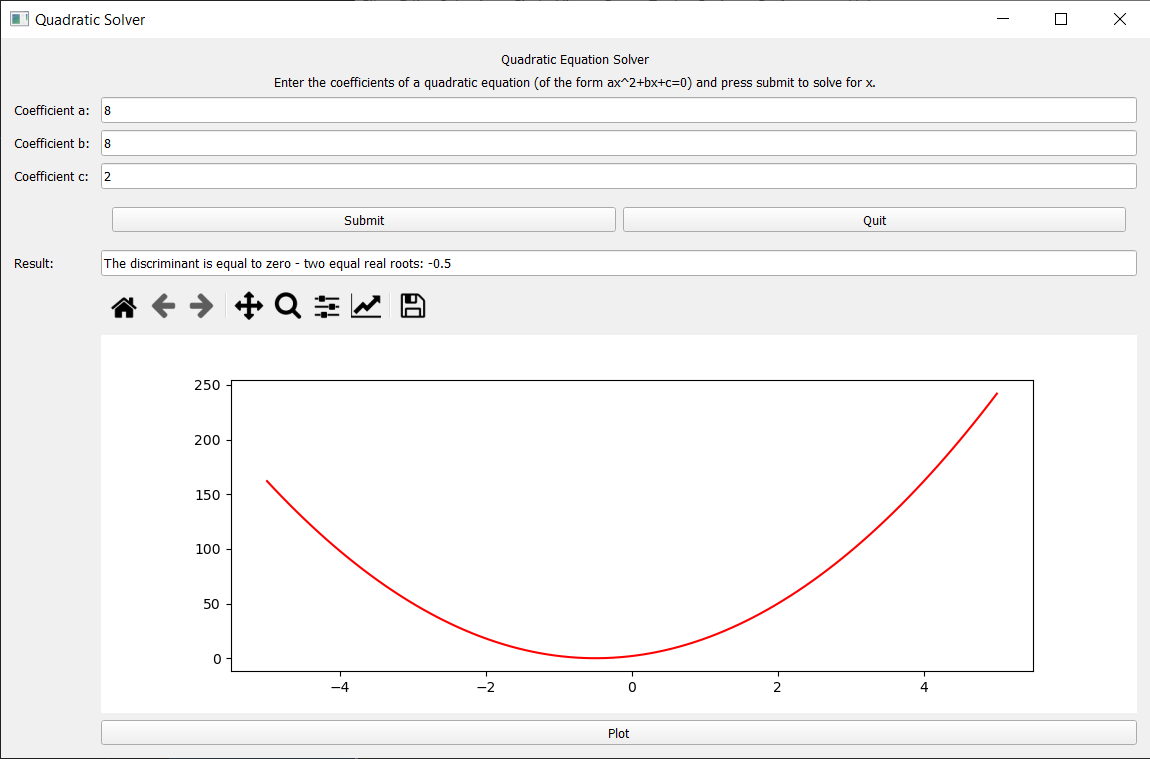 Quadratic Solver
Quadratic Equation Solver
Enter the coefficients of a quadratic equation (of the form ax^2+bx+c=0) and press submit to solve for x.
Coefficient a: 8
Coefficient b: 8
Coefficient c: 2
Submit Quit
Result: The discriminant is equal to zero - two equal real roots: -0.5
250
200
150
100
50
0
−4 −2 0 2 4
Plot